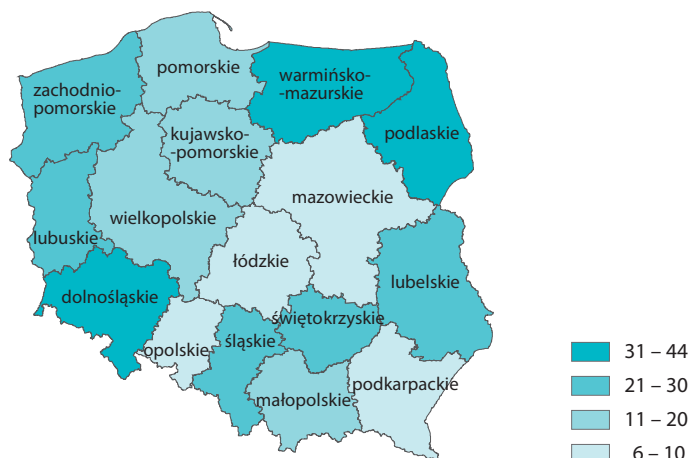 pomorskie
warmińsko-
-mazurskie
zachodnio-
pomorskie
podlaskie
kujawsko-
-pomorskie
mazowieckie
wielkopolskie
lubuskie
łódzkie
lubelskie
dolnośląskie
świętokrzyskie
opolskie
śląskie
podkarpackie
małopolskie
31 – 44
21 – 30
11 – 20
6 – 10